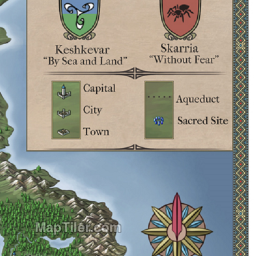 Keshkevar
"By Sea and Land"
Skarria
"Without Fear"
Capital
City
Town
Aqueduct
Sacred Site
MapTiler.com